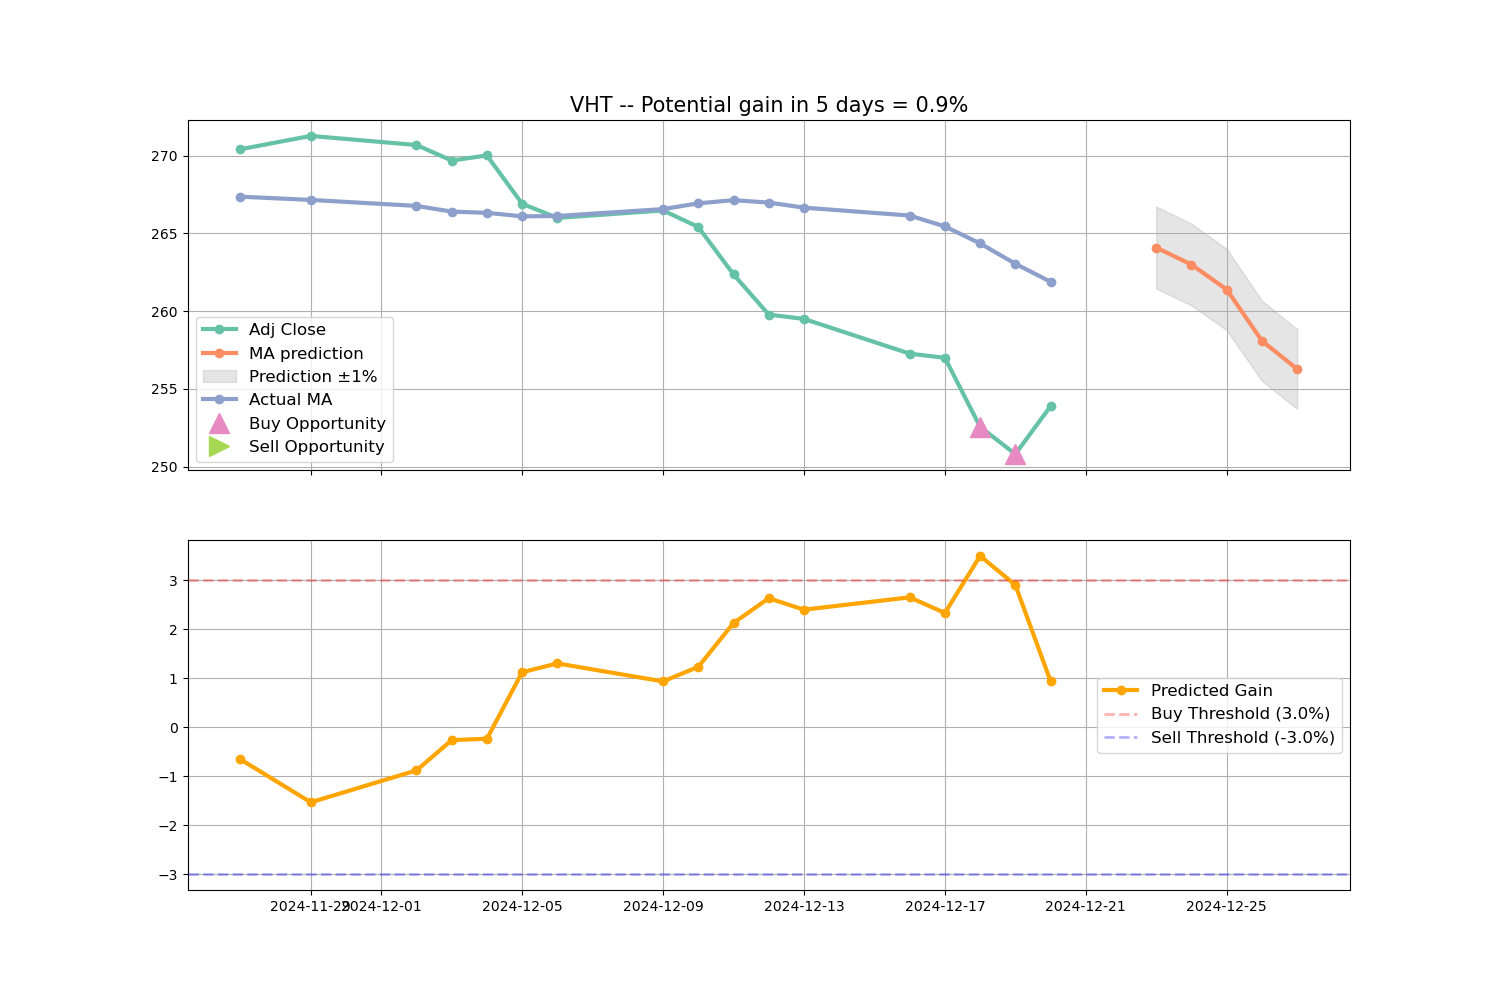 VHT -- Potential gain in 5 days = 0.9%
270
265
260
255
250
Adj Close
MA prediction
Prediction ±1%
Actual MA
Buy Opportunity
Sell Opportunity
3
2
1
0
−1
−2
−3
Predicted Gain
Buy Threshold (3.0%)
Sell Threshold (-3.0%)
2024-11-29 2024-12-01 2024-12-05 2024-12-09 2024-12-13 2024-12-17 2024-12-21 2024-12-25